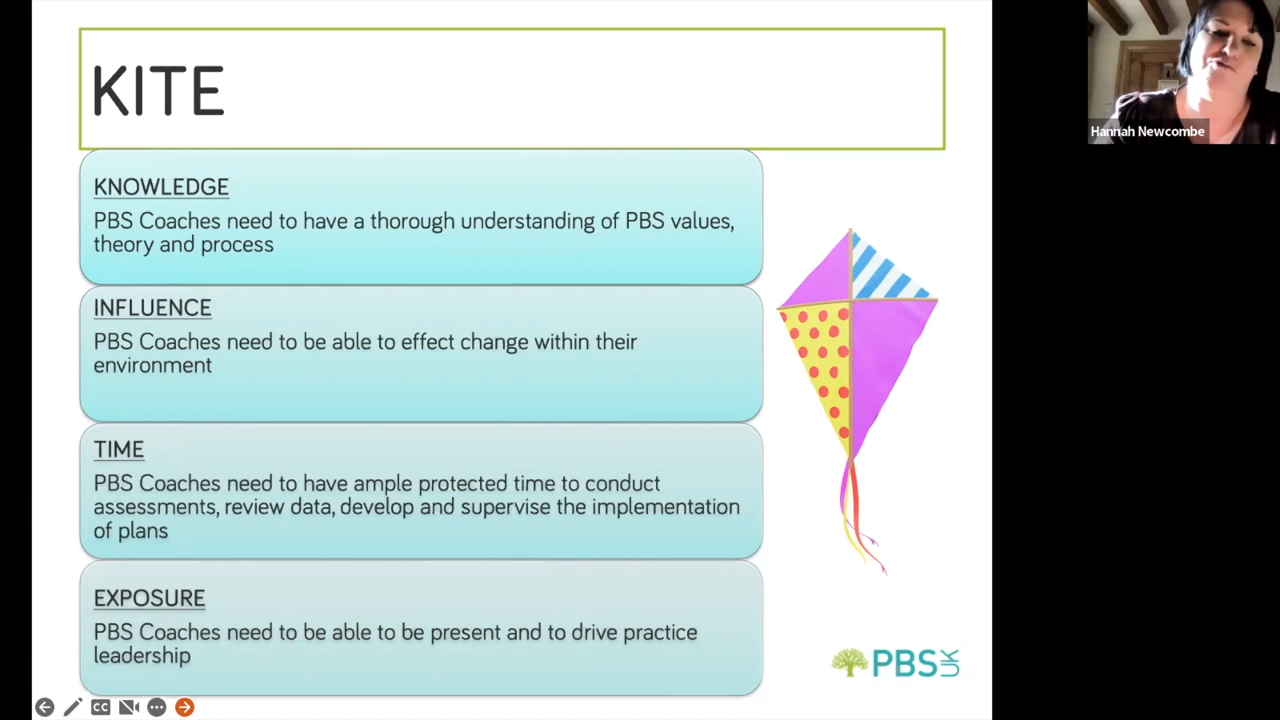 KITE
KNOWLEDGE
PBS Coaches need to have a thorough understanding of PBS values,
theory and process
INFLUENCE
PBS Coaches need to be able to effect change within their
environment
TIME
PBS Coaches need to have ample protected time to conduct
assessments, review data, develop and supervise the implementation
of plans
EXPOSURE
PBS Coaches need to be able to be present and to drive practice
leadership
PBS UK
CC
Hannah Newcombe